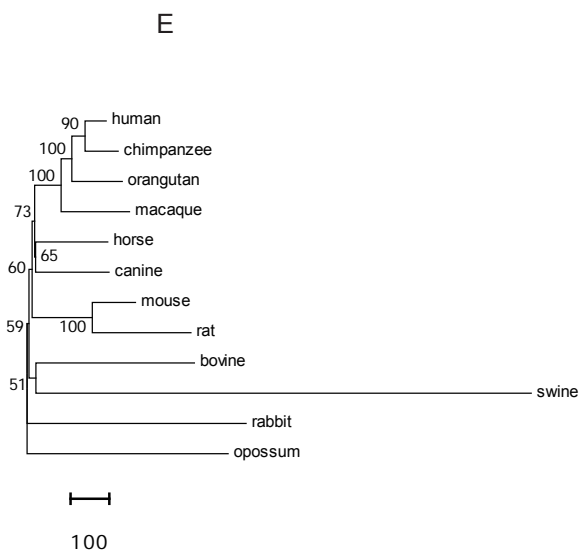 E
90
human
100
chimpanzee
100
orangutan
73
macaque
horse
65
60
canine
mouse
59
100
rat
bovine
51
swine
rabbit
opossum
100